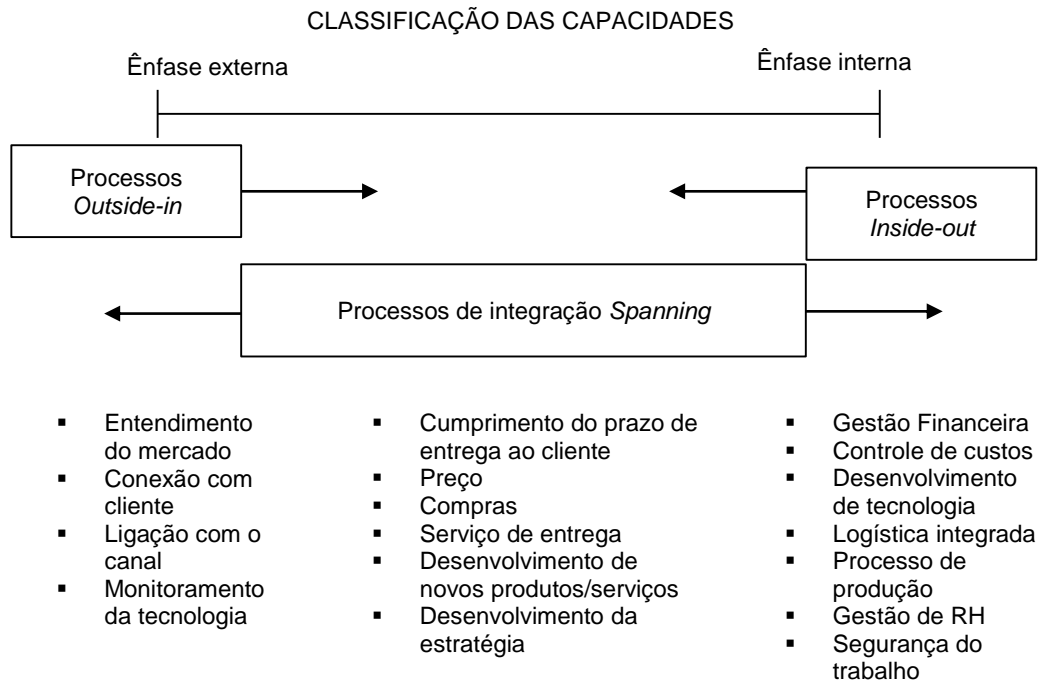 CLASSIFICAÇÃO DAS CAPACIDADES
Ênfase externa
Ênfase interna
Processos
Outside-in
Processos
Inside-out
Processos de integração Spanning
▪ Entendimento
do mercado
▪ Conexão com
cliente
▪ Ligação com o
canal
▪ Monitoramento
da tecnologia
▪ Cumprimento do prazo de
entrega ao cliente
▪ Preço
▪ Compras
▪ Serviço de entrega
▪ Desenvolvimento de
novos produtos/serviços
▪ Desenvolvimento da
estratégia
▪ Gestão Financeira
▪ Controle de custos
▪ Desenvolvimento
de tecnologia
▪ Logística integrada
▪ Processo de
produção
▪ Gestão de RH
▪ Segurança do
trabalho